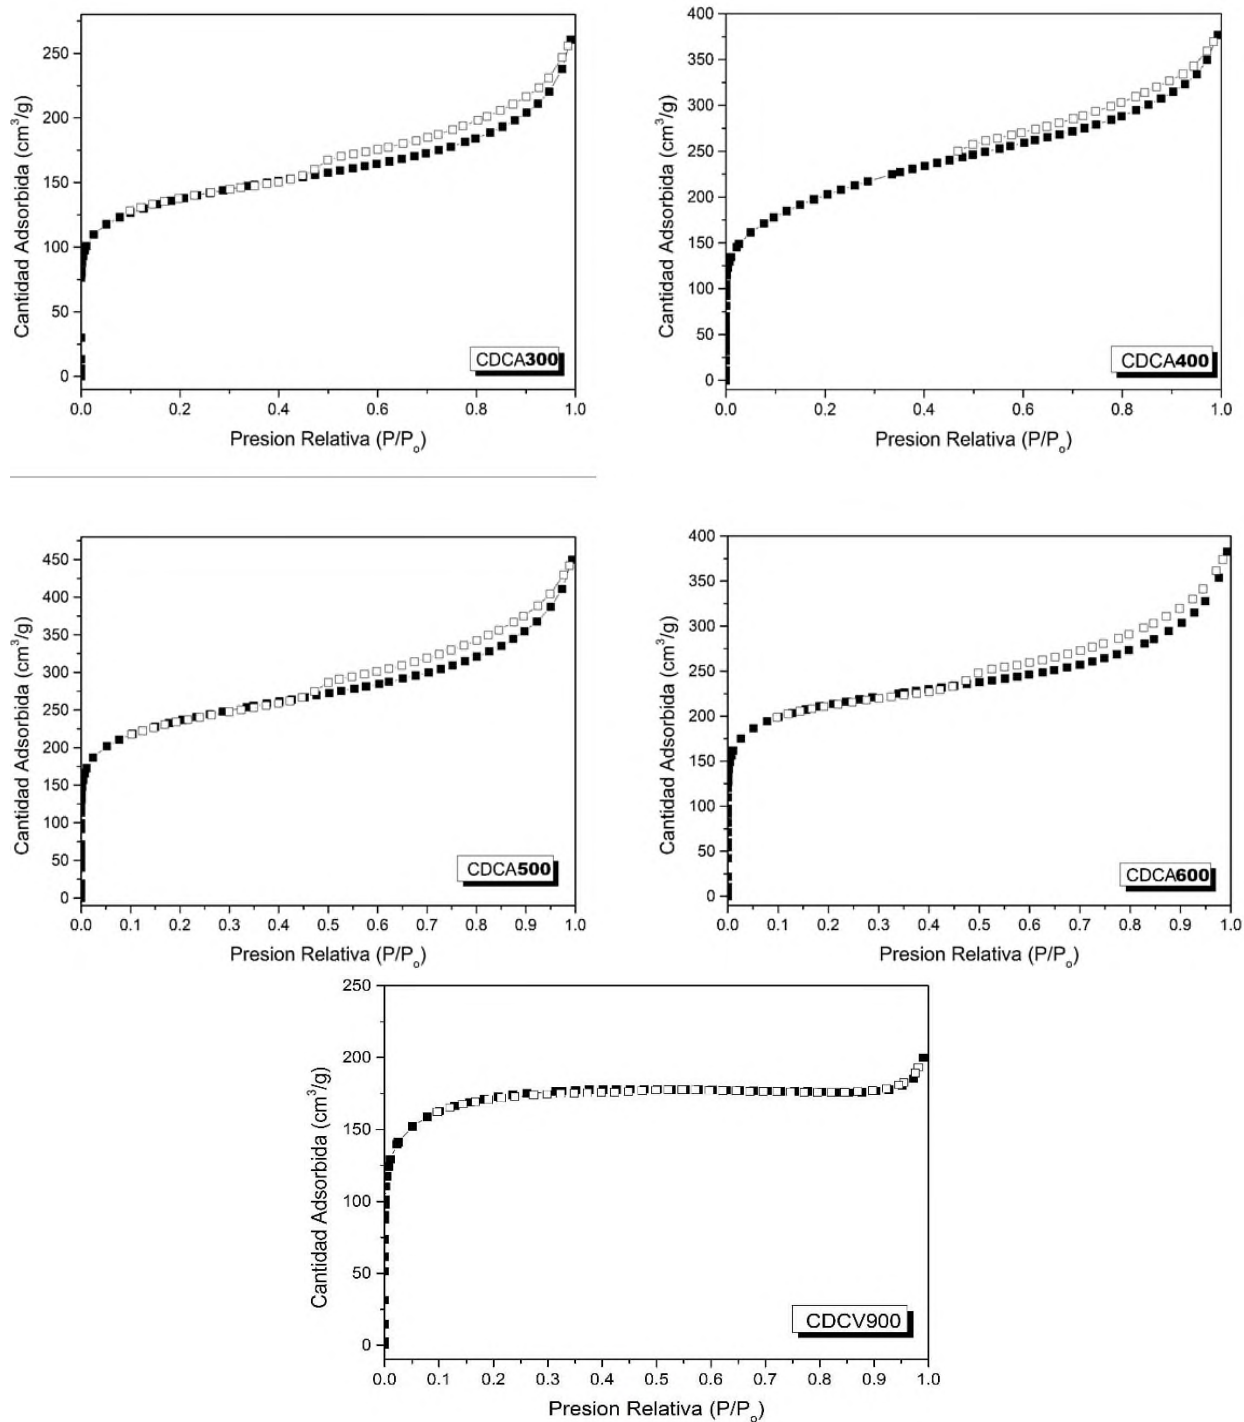 250
200
150
100
50
0
Cantidad Adsorbida (cm³/g)
CDCA300
0.0 0.2 0.4 0.6 0.8 1.0
Presion Relativa (P/Pₒ)
400
350
300
250
200
150
100
50
0
Cantidad Adsorbida (cm³/g)
CDCA400
0.0 0.2 0.4 0.6 0.8 1.0
Presion Relativa (P/Pₒ)
450
400
350
300
250
200
150
100
50
0
Cantidad Adsorbida (cm³/g)
CDCA500
0.0 0.1 0.2 0.3 0.4 0.5 0.6 0.7 0.8 0.9 1.0
Presion Relativa (P/Pₒ)
400
350
300
250
200
150
100
50
0
Cantidad Adsorbida (cm³/g)
CDCA600
0.0 0.1 0.2 0.3 0.4 0.5 0.6 0.7 0.8 0.9 1.0
Presion Relativa (P/Pₒ)
250
200
150
100
50
0
Cantidad Adsorbida (cm³/g)
CDCV900
0.0 0.1 0.2 0.3 0.4 0.5 0.6 0.7 0.8 0.9 1.0
Presion Relativa (P/Pₒ)